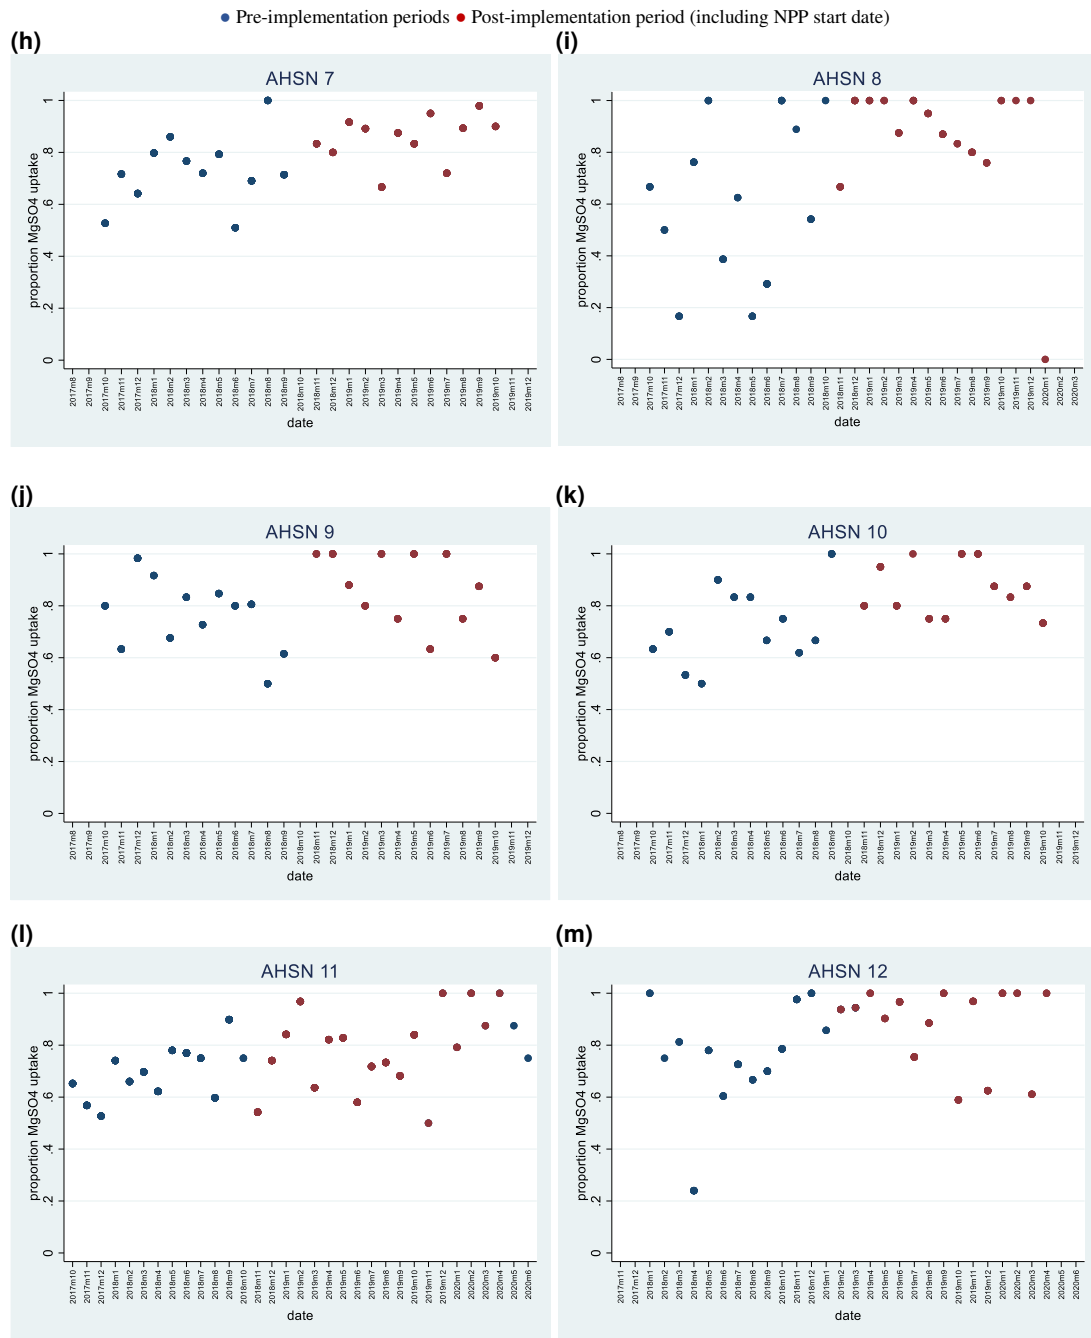 Pre-implementation periods Post-implementation period (including NPP start date)
(h)
AHSN 7
proportion MgSO4 uptake
1
.8
.6
.4
.2
0
2017m8 2017m9 2017m10 2017m11 2017m12 2018m1 2018m2 2018m3 2018m4 2018m5 2018m6 2018m7 2018m8 2018m9 2018m10 2018m11 2018m12 2019m1 2019m2 2019m3 2019m4 2019m5 2019m6 2019m7 2019m8 2019m9 2019m10 2019m11 2019m12
date
(i)
AHSN 8
proportion MgSO4 uptake
1
.8
.6
.4
.2
0
2017m8 2017m9 2017m10 2017m11 2017m12 2018m1 2018m2 2018m3 2018m4 2018m5 2018m6 2018m7 2018m8 2018m9 2018m10 2018m11 2018m12 2019m1 2019m2 2019m3 2019m4 2019m5 2019m6 2019m7 2019m8 2019m9 2019m10 2019m11 2019m12 2020m1 2020m2 2020m3
date
(j)
AHSN 9
proportion MgSO4 uptake
1
.8
.6
.4
.2
0
2017m8 2017m9 2017m10 2017m11 2017m12 2018m1 2018m2 2018m3 2018m4 2018m5 2018m6 2018m7 2018m8 2018m9 2018m10 2018m11 2018m12 2019m1 2019m2 2019m3 2019m4 2019m5 2019m6 2019m7 2019m8 2019m9 2019m10 2019m11 2019m12
date
(k)
AHSN 10
proportion MgSO4 uptake
1
.8
.6
.4
.2
0
2017m8 2017m9 2017m10 2017m11 2017m12 2018m1 2018m2 2018m3 2018m4 2018m5 2018m6 2018m7 2018m8 2018m9 2018m10 2018m11 2018m12 2019m1 2019m2 2019m3 2019m4 2019m5 2019m6 2019m7 2019m8 2019m9 2019m10 2019m11 2019m12
date
(l)
AHSN 11
proportion MgSO4 uptake
1
.8
.6
.4
.2
0
2017m10 2017m11 2017m12 2018m1 2018m2 2018m3 2018m4 2018m5 2018m6 2018m7 2018m8 2018m9 2018m10 2018m11 2018m12 2019m1 2019m2 2019m3 2019m4 2019m5 2019m6 2019m7 2019m8 2019m9 2019m10 2019m11 2019m12 2020m1 2020m2 2020m3 2020m4 2020m5 2020m6
date
(m)
AHSN 12
proportion MgSO4 uptake
1
.8
.6
.4
.2
0
2017m11 2017m12 2018m1 2018m2 2018m3 2018m4 2018m5 2018m6 2018m7 2018m8 2018m9 2018m10 2018m11 2018m12 2019m1 2019m2 2019m3 2019m4 2019m5 2019m6 2019m7 2019m8 2019m9 2019m10 2019m11 2019m12 2020m1 2020m2 2020m3 2020m4 2020m5 2020m6
date